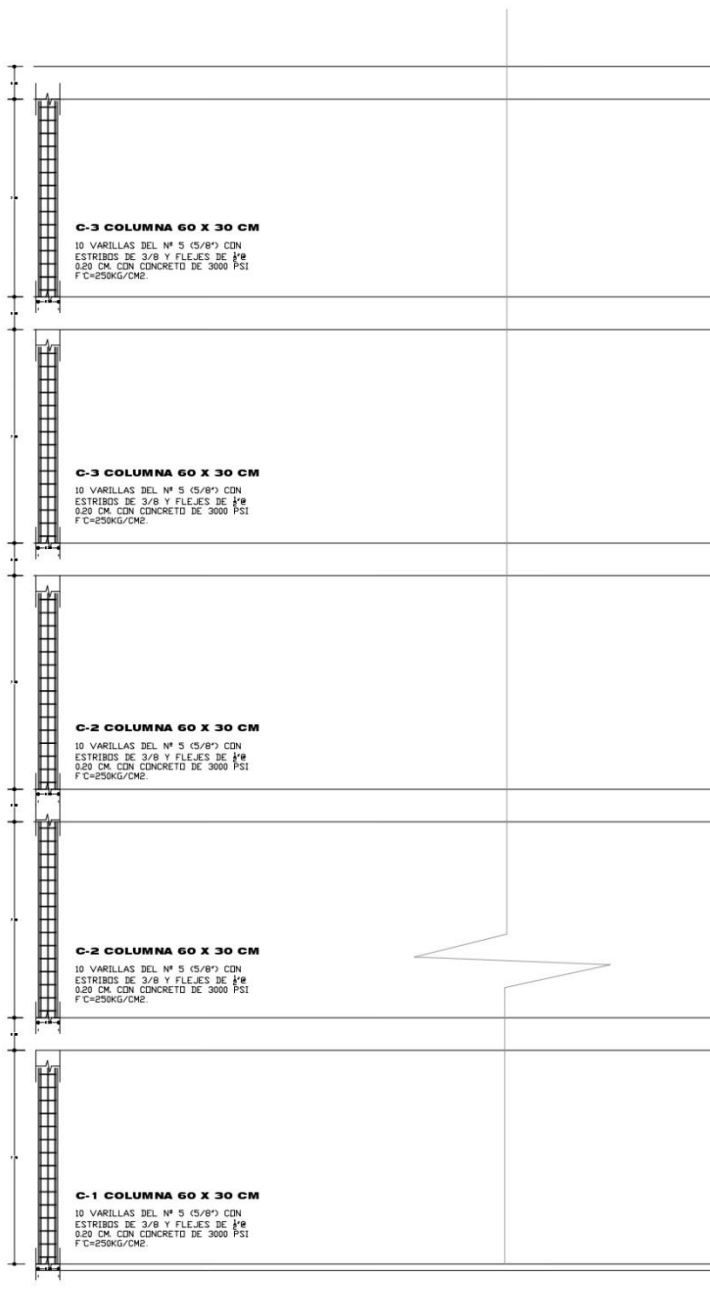 C-3 COLUMNA 60 X 30 CM
10 VARILLAS DEL Nº 5 (5/8") CON
ESTRIBOS DE 3/8 Y FLEJES DE ½"@
0.20 CM. CON CONCRETO DE 3000 PSI
F'C=250KG/CM2.
C-3 COLUMNA 60 X 30 CM
10 VARILLAS DEL Nº 5 (5/8") CON
ESTRIBOS DE 3/8 Y FLEJES DE ½"@
0.20 CM. CON CONCRETO DE 3000 PSI
F'C=250KG/CM2.
C-2 COLUMNA 60 X 30 CM
10 VARILLAS DEL Nº 5 (5/8") CON
ESTRIBOS DE 3/8 Y FLEJES DE ½"@
0.20 CM. CON CONCRETO DE 3000 PSI
F'C=250KG/CM2.
C-2 COLUMNA 60 X 30 CM
10 VARILLAS DEL Nº 5 (5/8") CON
ESTRIBOS DE 3/8 Y FLEJES DE ½"@
0.20 CM. CON CONCRETO DE 3000 PSI
F'C=250KG/CM2.
C-1 COLUMNA 60 X 30 CM
10 VARILLAS DEL Nº 5 (5/8") CON
ESTRIBOS DE 3/8 Y FLEJES DE ½"@
0.20 CM. CON CONCRETO DE 3000 PSI
F'C=250KG/CM2.